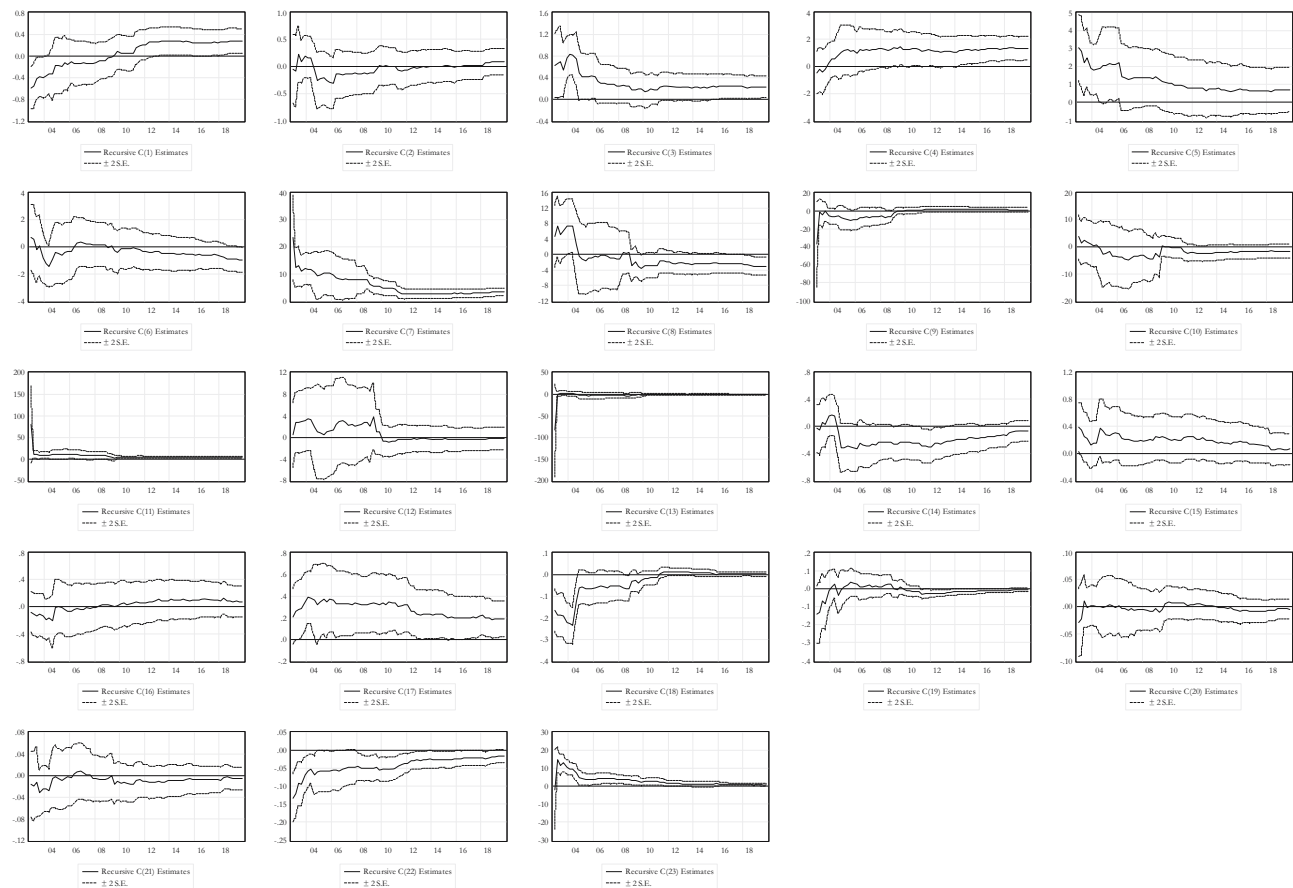 0.8
0.4
0.0
-0.4
-0.8
-1.2
04 06 08 10 12 14 16 18
Recursive C(1) Estimates
± 2 S.E.
1.0
0.5
0.0
-0.5
-1.0
04 06 08 10 12 14 16 18
Recursive C(2) Estimates
± 2 S.E.
1.6
1.2
0.8
0.4
0.0
-0.4
04 06 08 10 12 14 16 18
Recursive C(3) Estimates
± 2 S.E.
4
2
0
-2
-4
04 06 08 10 12 14 16 18
Recursive C(4) Estimates
± 2 S.E.
5
4
3
2
1
0
-1
04 06 08 10 12 14 16 18
Recursive C(5) Estimates
± 2 S.E.
4
2
0
-2
-4
04 06 08 10 12 14 16 18
Recursive C(6) Estimates
± 2 S.E.
40
30
20
10
0
04 06 08 10 12 14 16 18
Recursive C(7) Estimates
± 2 S.E.
16
12
8
4
0
-4
-8
-12
04 06 08 10 12 14 16 18
Recursive C(8) Estimates
± 2 S.E.
20
0
-20
-40
-60
-80
-100
04 06 08 10 12 14 16 18
Recursive C(9) Estimates
± 2 S.E.
20
10
0
-10
-20
04 06 08 10 12 14 16 18
Recursive C(10) Estimates
± 2 S.E.
200
150
100
50
0
-50
04 06 08 10 12 14 16 18
Recursive C(11) Estimates
± 2 S.E.
12
8
4
0
-4
-8
04 06 08 10 12 14 16 18
Recursive C(12) Estimates
± 2 S.E.
50
0
-50
-100
-150
-200
04 06 08 10 12 14 16 18
Recursive C(13) Estimates
± 2 S.E.
.8
.4
.0
-.4
-.8
04 06 08 10 12 14 16 18
Recursive C(14) Estimates
± 2 S.E.
1.2
0.8
0.4
0.0
-0.4
04 06 08 10 12 14 16 18
Recursive C(15) Estimates
± 2 S.E.
.8
.4
.0
-.4
-.8
04 06 08 10 12 14 16 18
Recursive C(16) Estimates
± 2 S.E.
.8
.6
.4
.2
.0
-.2
04 06 08 10 12 14 16 18
Recursive C(17) Estimates
± 2 S.E.
.1
.0
-.1
-.2
-.3
-.4
04 06 08 10 12 14 16 18
Recursive C(18) Estimates
± 2 S.E.
.2
.1
.0
-.1
-.2
-.3
-.4
04 06 08 10 12 14 16 18
Recursive C(19) Estimates
± 2 S.E.
.10
.05
.00
-.05
-.10
04 06 08 10 12 14 16 18
Recursive C(20) Estimates
± 2 S.E.
.08
.04
.00
-.04
-.08
-.12
04 06 08 10 12 14 16 18
Recursive C(21) Estimates
± 2 S.E.
.05
.00
-.05
-.10
-.15
-.20
-.25
04 06 08 10 12 14 16 18
Recursive C(22) Estimates
± 2 S.E.
30
20
10
0
-10
-20
-30
04 06 08 10 12 14 16 18
Recursive C(23) Estimates
± 2 S.E.